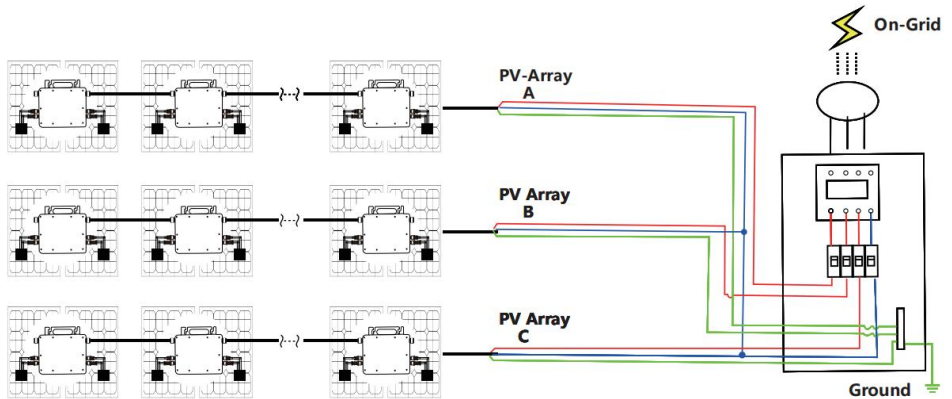 On-Grid
PV-Array
A
PV Array
B
PV Array
C
Ground